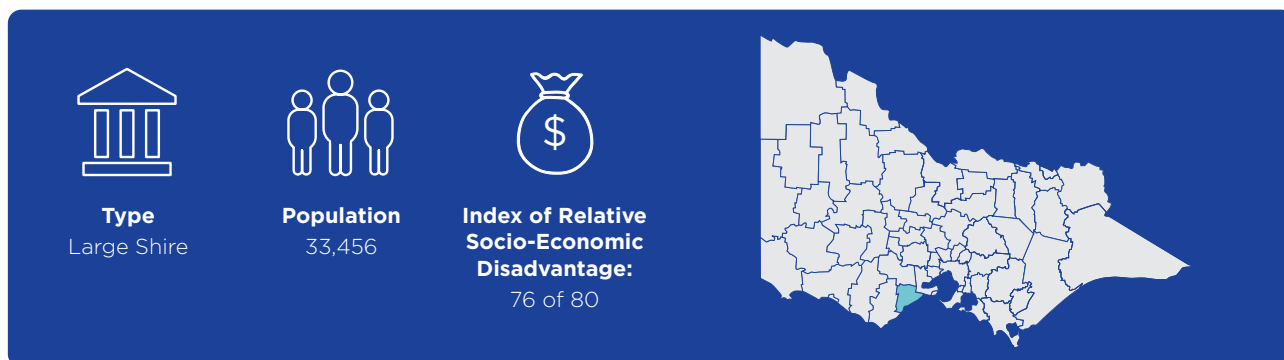 $
Type
Large Shire
Population
33,456
Index of Relative
Socio-Economic
Disadvantage:
76 of 80